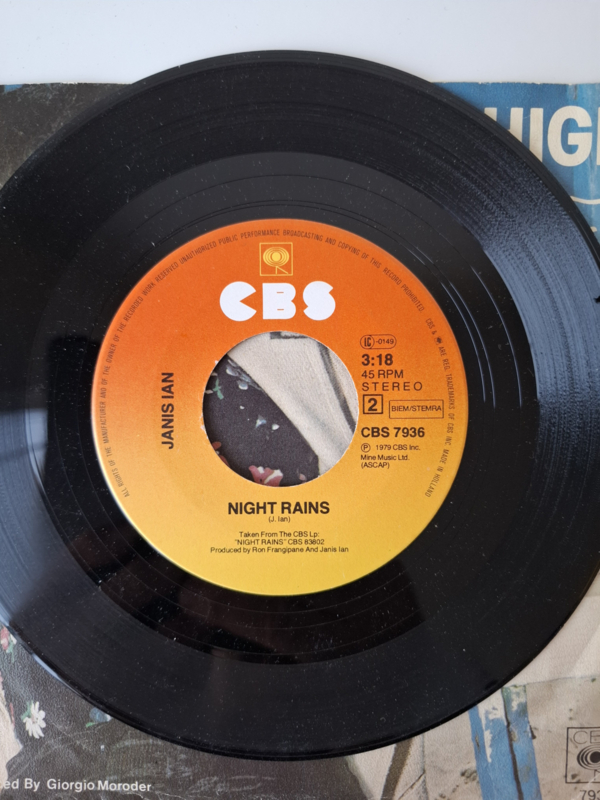 HIGH
ALL RIGHTS OF THE MANUFACTURER AND OF THE OWNER OF THE RECORDED WORK RESERVED UNAUTHORIZED PUBLIC PERFORMANCE BROADCASTING AND COPYING OF THIS RECORD PROHIBITED CBS & ARE REG. TRADEMARKS OF CBS INC. MADE IN HOLLAND
CBS
JANIS IAN
-0149
3:18
45 RPM
STEREO
2
BIEM/STEMRA
CBS 7936
℗ 1979 CBS Inc.
Mine Music Ltd.
(ASCAP)
NIGHT RAINS
(J. Ian)
Taken From The CBS Lp:
"NIGHT RAINS" CBS 83802
Produced by Ron Frangipane And Janis Ian
ed By Giorgio Moroder
793